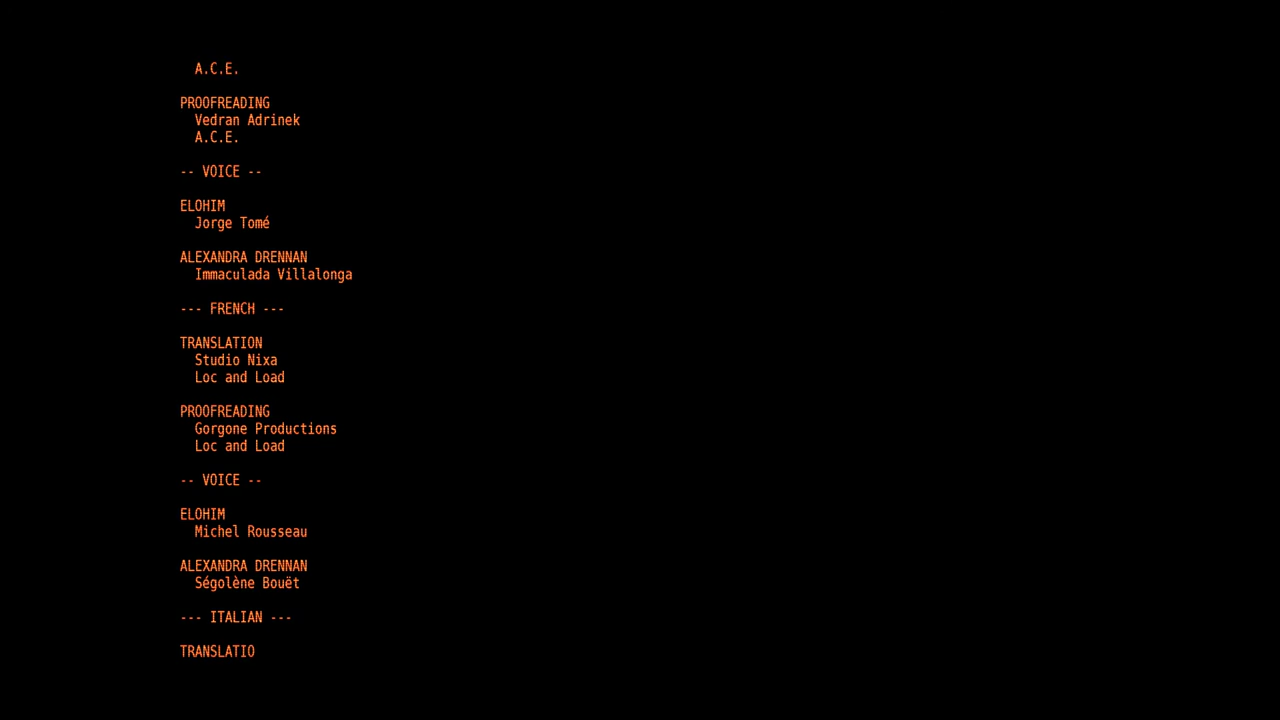 A.C.E.
PROOFREADING
Vedran Adrinek
A.C.E.
-- VOICE --
ELOHIM
Jorge Tomé
ALEXANDRA DRENNAN
Immaculada Villalonga
--- FRENCH ---
TRANSLATION
Studio Nixa
Loc and Load
PROOFREADING
Gorgone Productions
Loc and Load
-- VOICE --
ELOHIM
Michel Rousseau
ALEXANDRA DRENNAN
Ségolène Bouët
--- ITALIAN ---
TRANSLATIO